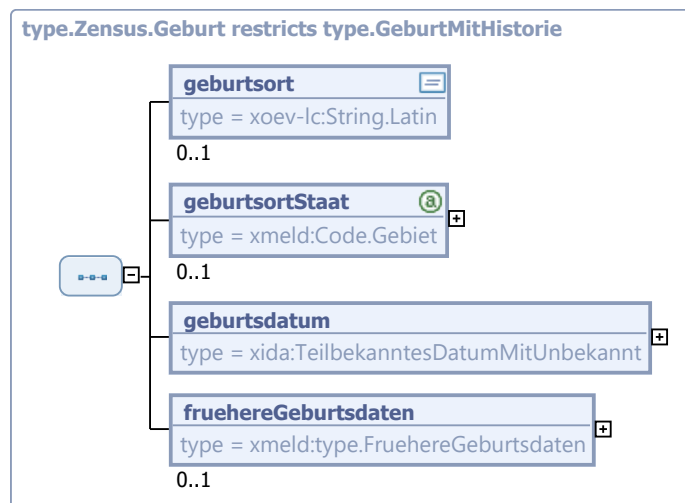 type.Zensus.Geburt restricts type.GeburtMitHistorie
geburtsort
type = xoev-lc:String.Latin
0..1
geburtsortStaat
a
type = xmeld:Code.Gebiet
0..1
geburtsdatum
type = xida:TeilbekanntesDatumMitUnbekannt
fruehereGeburtsdaten
type = xmeld:type.FruehereGeburtsdaten
0..1